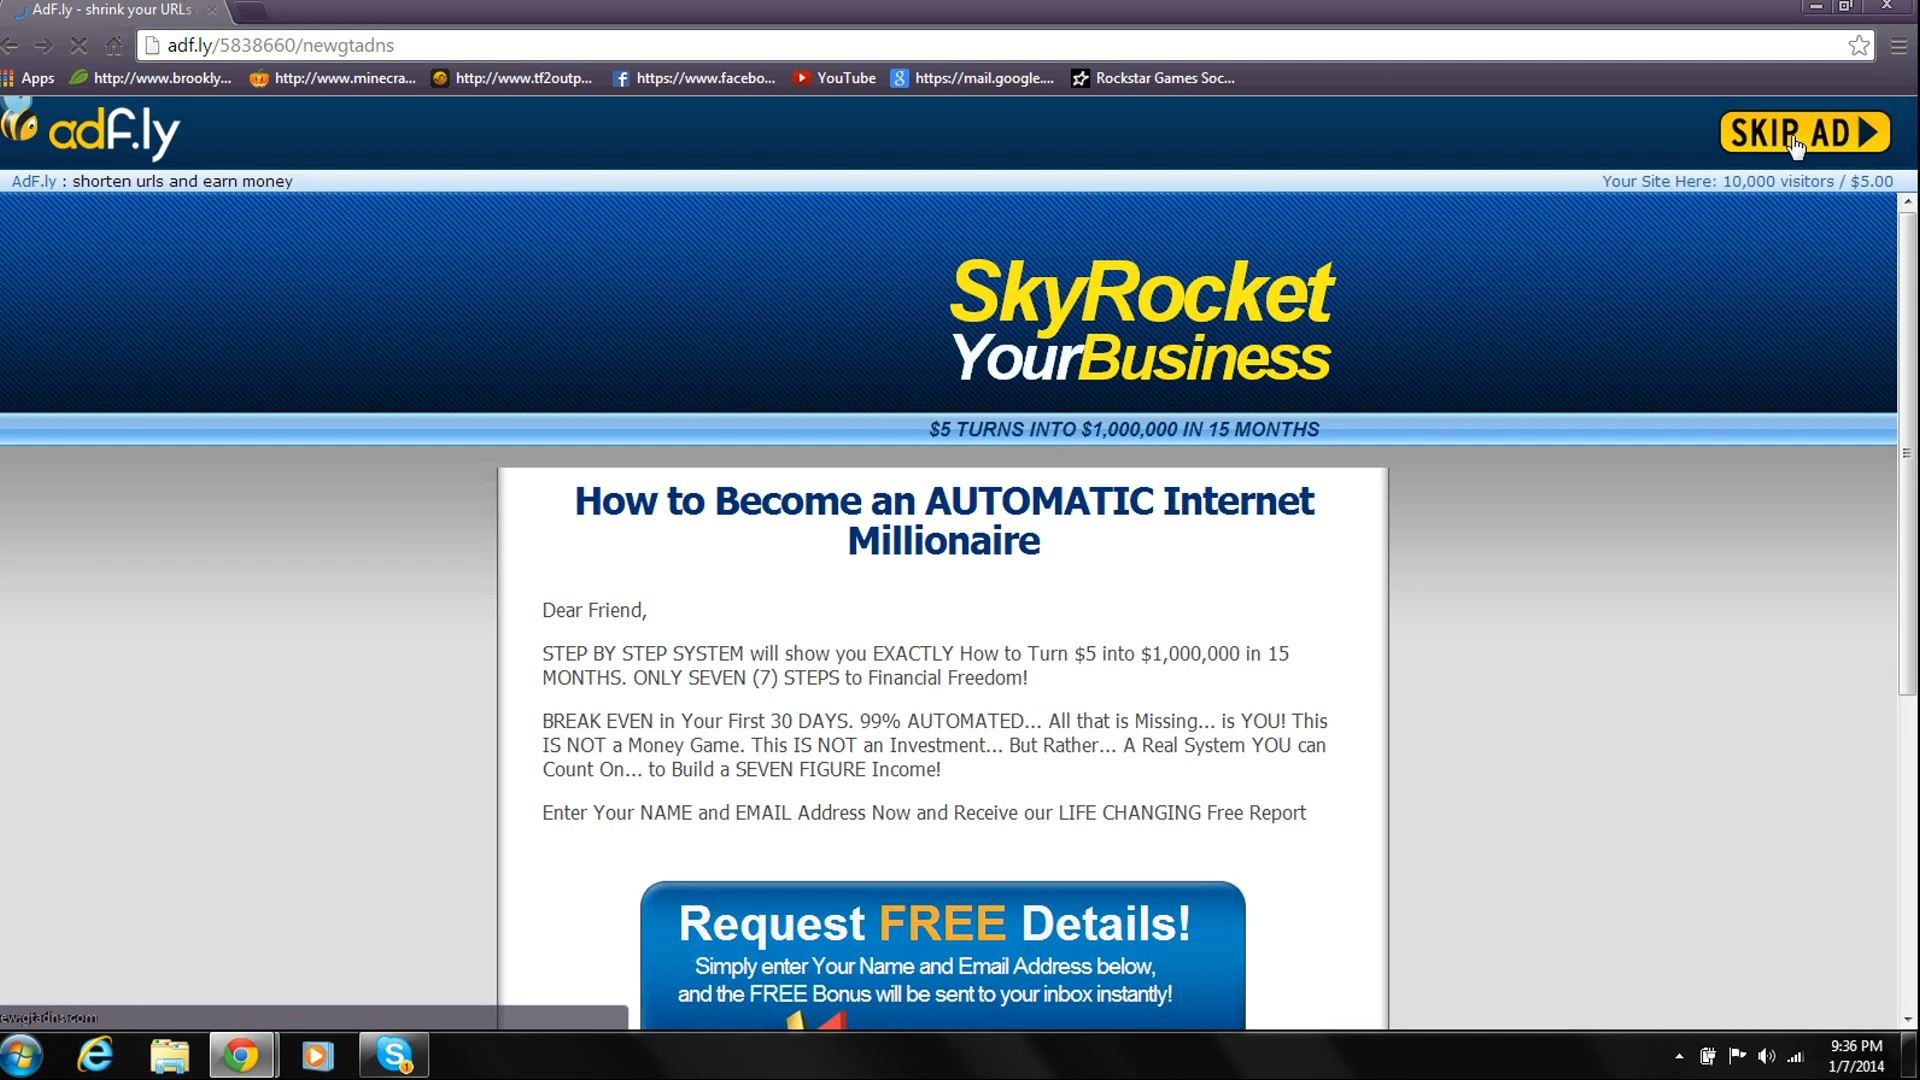 AdF.ly - shrink your URLs
adf.ly/5838660/newgtadns
Apps http://www.brookly... http://www.minecra... http://www.tf2outp... https://www.facebo... YouTube https://mail.google.... Rockstar Games Soc...
adf.ly
SKIP AD
AdF.ly : shorten urls and earn money
Your Site Here: 10,000 visitors / $5.00
SkyRocket
YourBusiness
$5 TURNS INTO $1,000,000 IN 15 MONTHS
How to Become an AUTOMATIC Internet
Millionaire
Dear Friend,
STEP BY STEP SYSTEM will show you EXACTLY How to Turn $5 into $1,000,000 in 15
MONTHS. ONLY SEVEN (7) STEPS to Financial Freedom!
BREAK EVEN in Your First 30 DAYS. 99% AUTOMATED... All that is Missing... is YOU! This
IS NOT a Money Game. This IS NOT an Investment... But Rather... A Real System YOU can
Count On... to Build a SEVEN FIGURE Income!
Enter Your NAME and EMAIL Address Now and Receive our LIFE CHANGING Free Report
Request FREE Details!
Simply enter Your Name and Email Address below,
and the FREE Bonus will be sent to your inbox instantly!
ew.gtadns.com
9:36 PM
1/7/2014